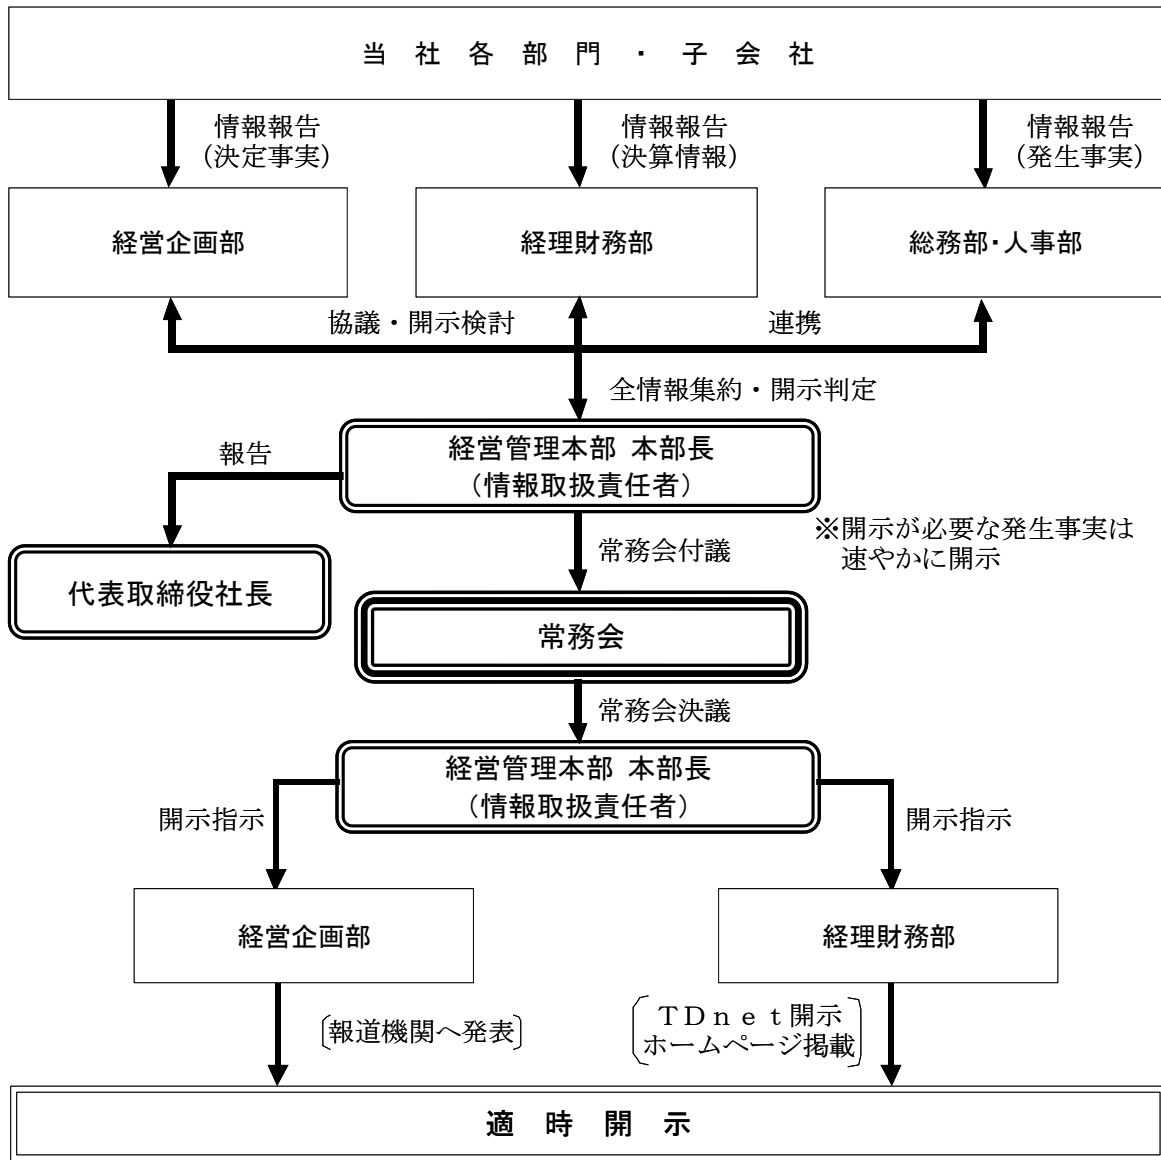 当 社 各 部 門 ・ 子 会 社
情報報告
(決定事実)
情報報告
(決算情報)
情報報告
(発生事実)
経営企画部
経理財務部
総務部・人事部
協議・開示検討
連携
全情報集約・開示判定
経営管理本部 本部長
(情報取扱責任者)
報告
代表取締役社長
※開示が必要な発生事実は
速やかに開示
常務会付議
常務会
常務会決議
経営管理本部 本部長
(情報取扱責任者)
開示指示
開示指示
経営企画部
経理財務部
〔報道機関へ発表〕
TDnet開示
ホームページ掲載
適 時 開 示